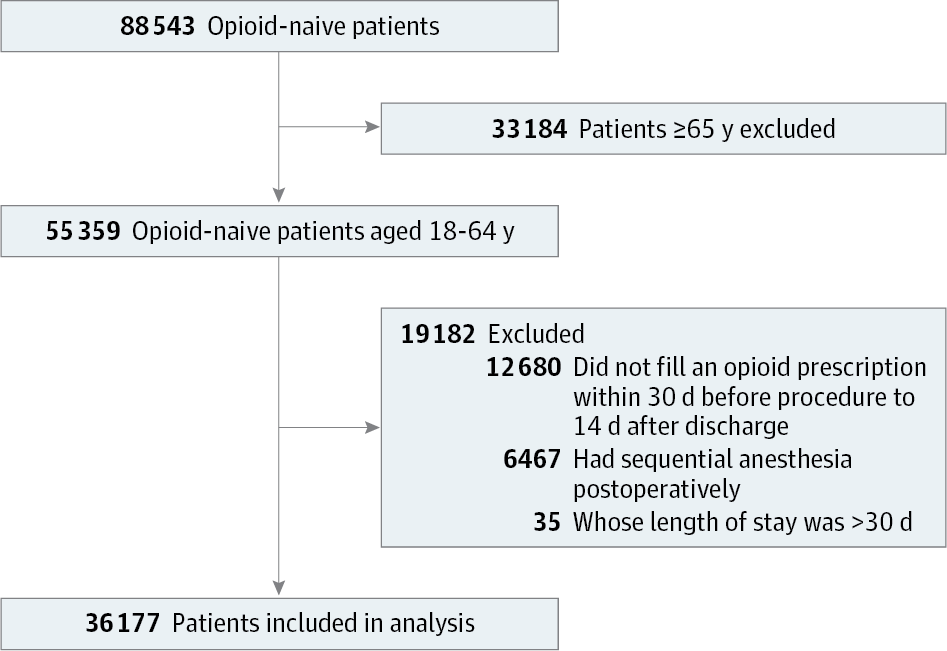 88 543 Opioid-naive patients
33 184 Patients ≥65 y excluded
55 359 Opioid-naive patients aged 18-64 y
19 182 Excluded
12 680 Did not fill an opioid prescription
within 30 d before procedure to
14 d after discharge
6467 Had sequential anesthesia
postoperatively
35 Whose length of stay was >30 d
36 177 Patients included in analysis